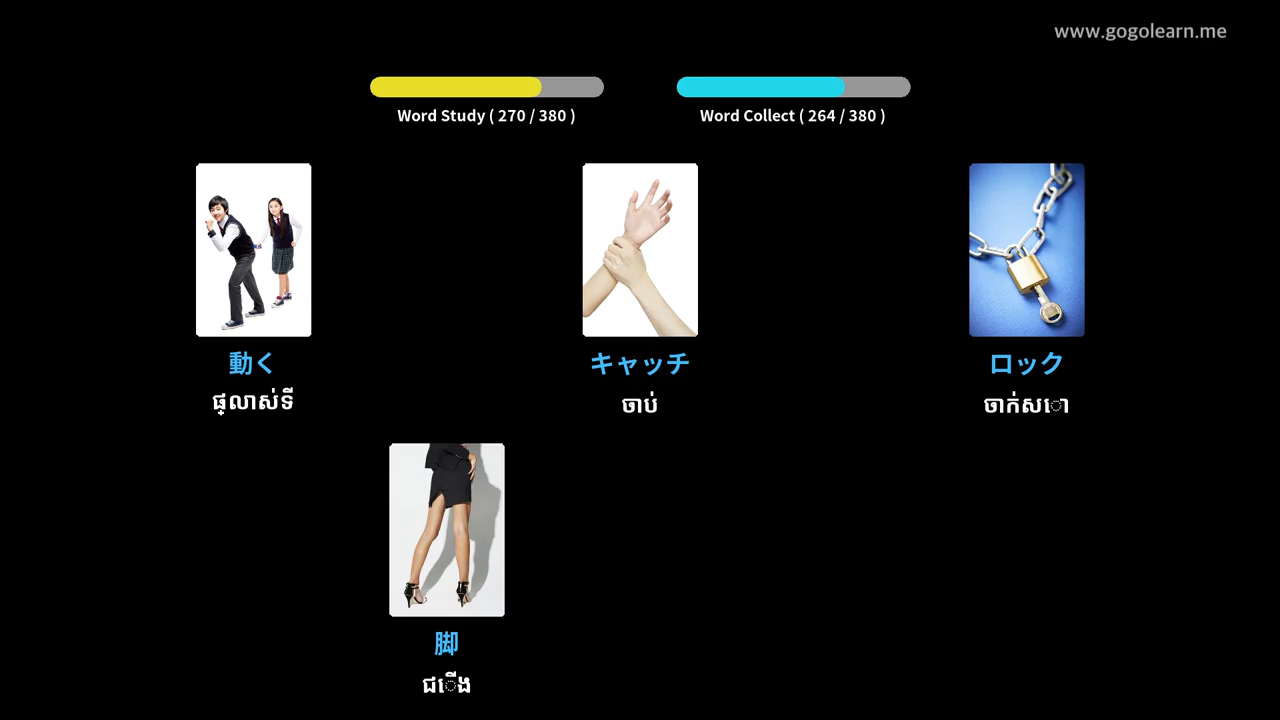 www.gogolearn.me
Word Study ( 270 / 380 )
Word Collect ( 264 / 380 )
動く
キャッチ
ロック
ផ្លាស់ទី
ចាប់
ចាក់សោ
脚
ជើង